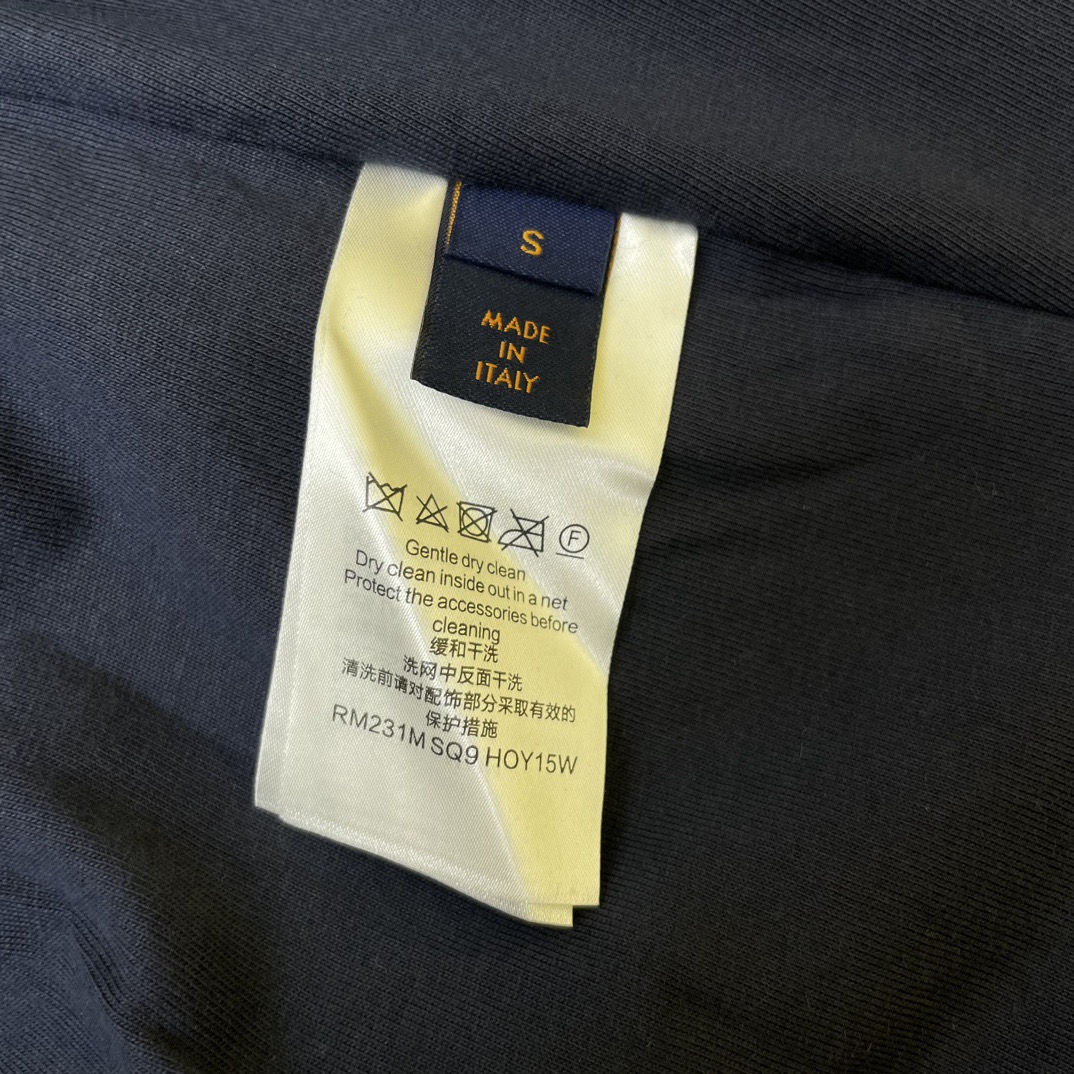 S
MADE
IN
ITALY
F
Gentle dry clean
Dry clean inside out in a net
Protect the accessories before
cleaning
缓和干洗
洗网中反面干洗
清洗前请对配饰部分采取有效的
保护措施
RM231M SQ9 HOY15W